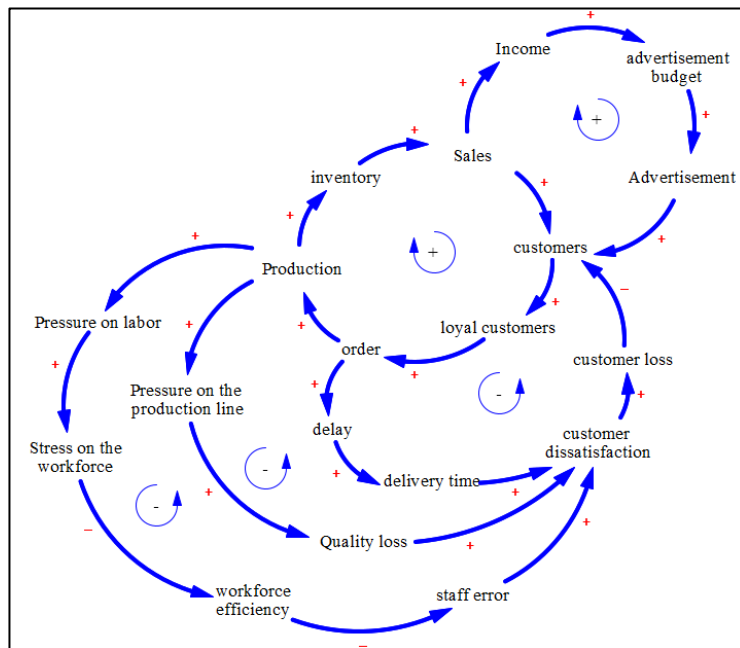 +
Income
advertisement
budget
+
+
+
+
Sales
inventory
Advertisement
+
+
+
+
customers
+
Production
−
Pressure on labor
+
+
loyal customers
+
order
customer loss
+
+
Pressure on the
production line
+
-
+
delay
customer
dissatisfaction
Stress on the
workforce
-
+
delivery time
+
+
-
−
Quality loss
+
+
workforce
efficiency
staff error
−